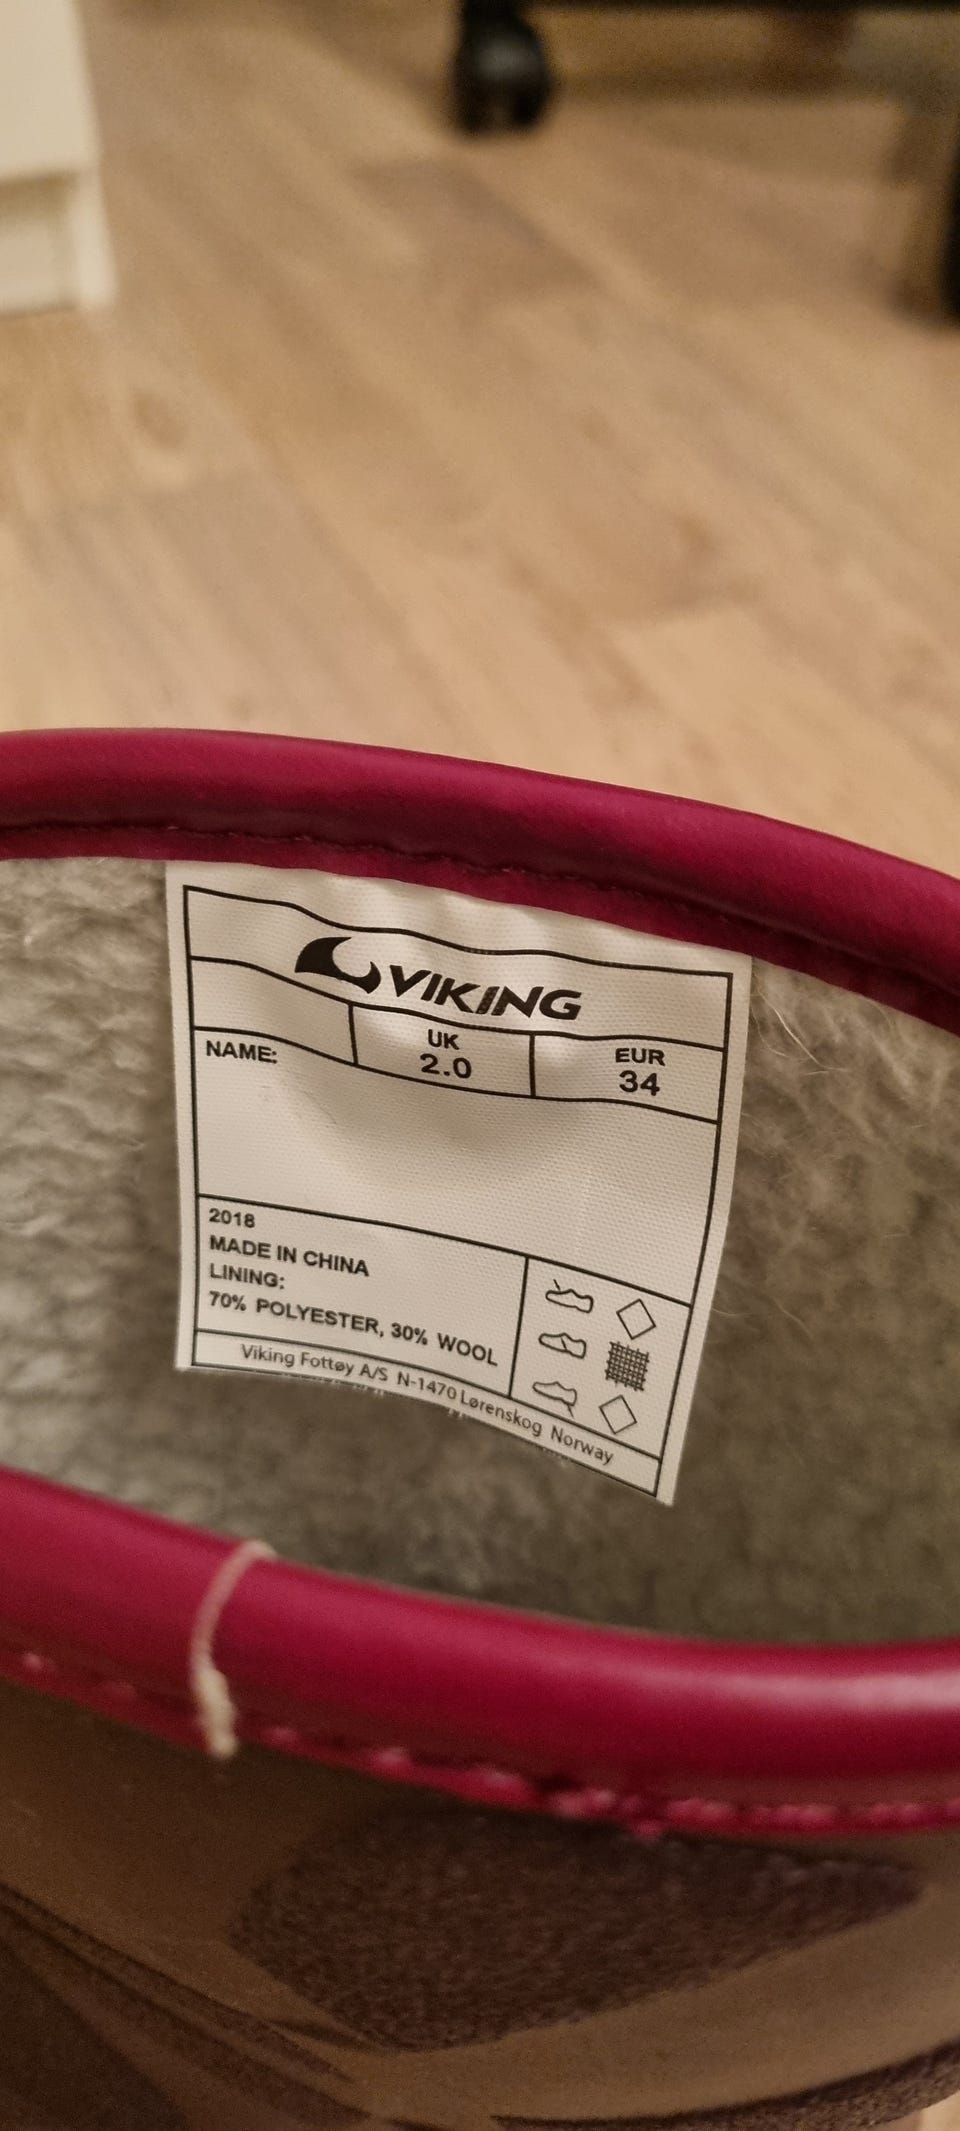 VIKING
UK
2.0
EUR
34
NAME:
2018
MADE IN CHINA
LINING:
70% POLYESTER, 30% WOOL
Viking Fottøy A/S N-1470 Lørenskog Norway